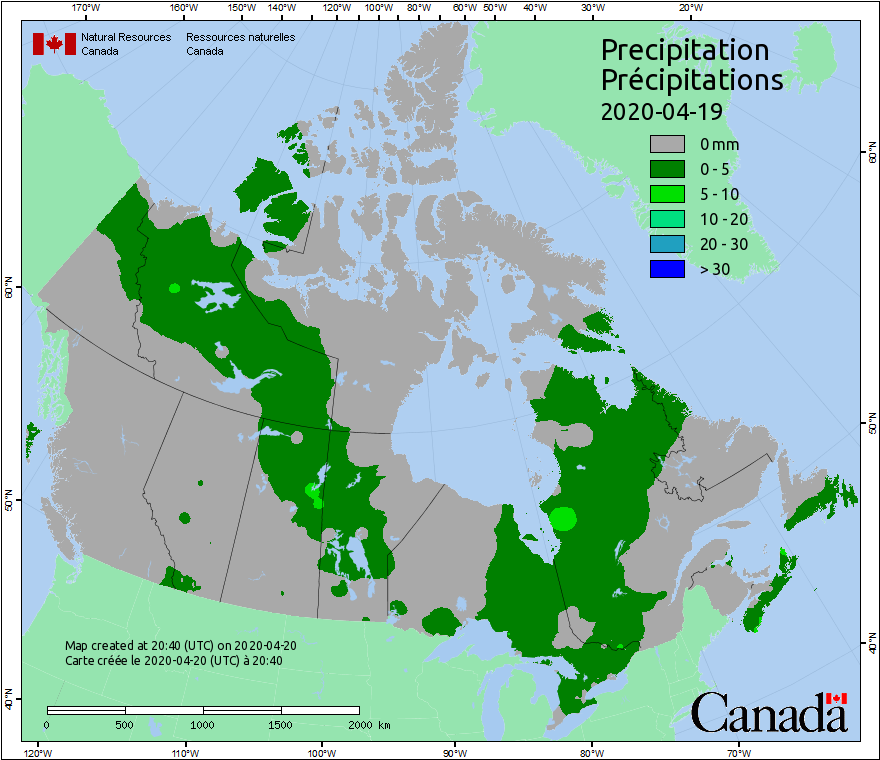 170°W 160°W 150°W 140°W 120°W 100°W 80°W 60°W 50°W 40°W 30°W 20°W
Natural Resources Ressources naturelles
Canada Canada
Precipitation
Précipitations
2020-04-19
0 mm
0 - 5
5 - 10
10 - 20
20 - 30
> 30
60°N
60°N
50°N
50°N
40°N
40°N
Map created at 20:40 (UTC) on 2020-04-20
Carte créée le 2020-04-20 (UTC) à 20:40
0 500 1000 1500 2000 km
Canada
120°W 110°W 100°W 90°W 80°W 70°W